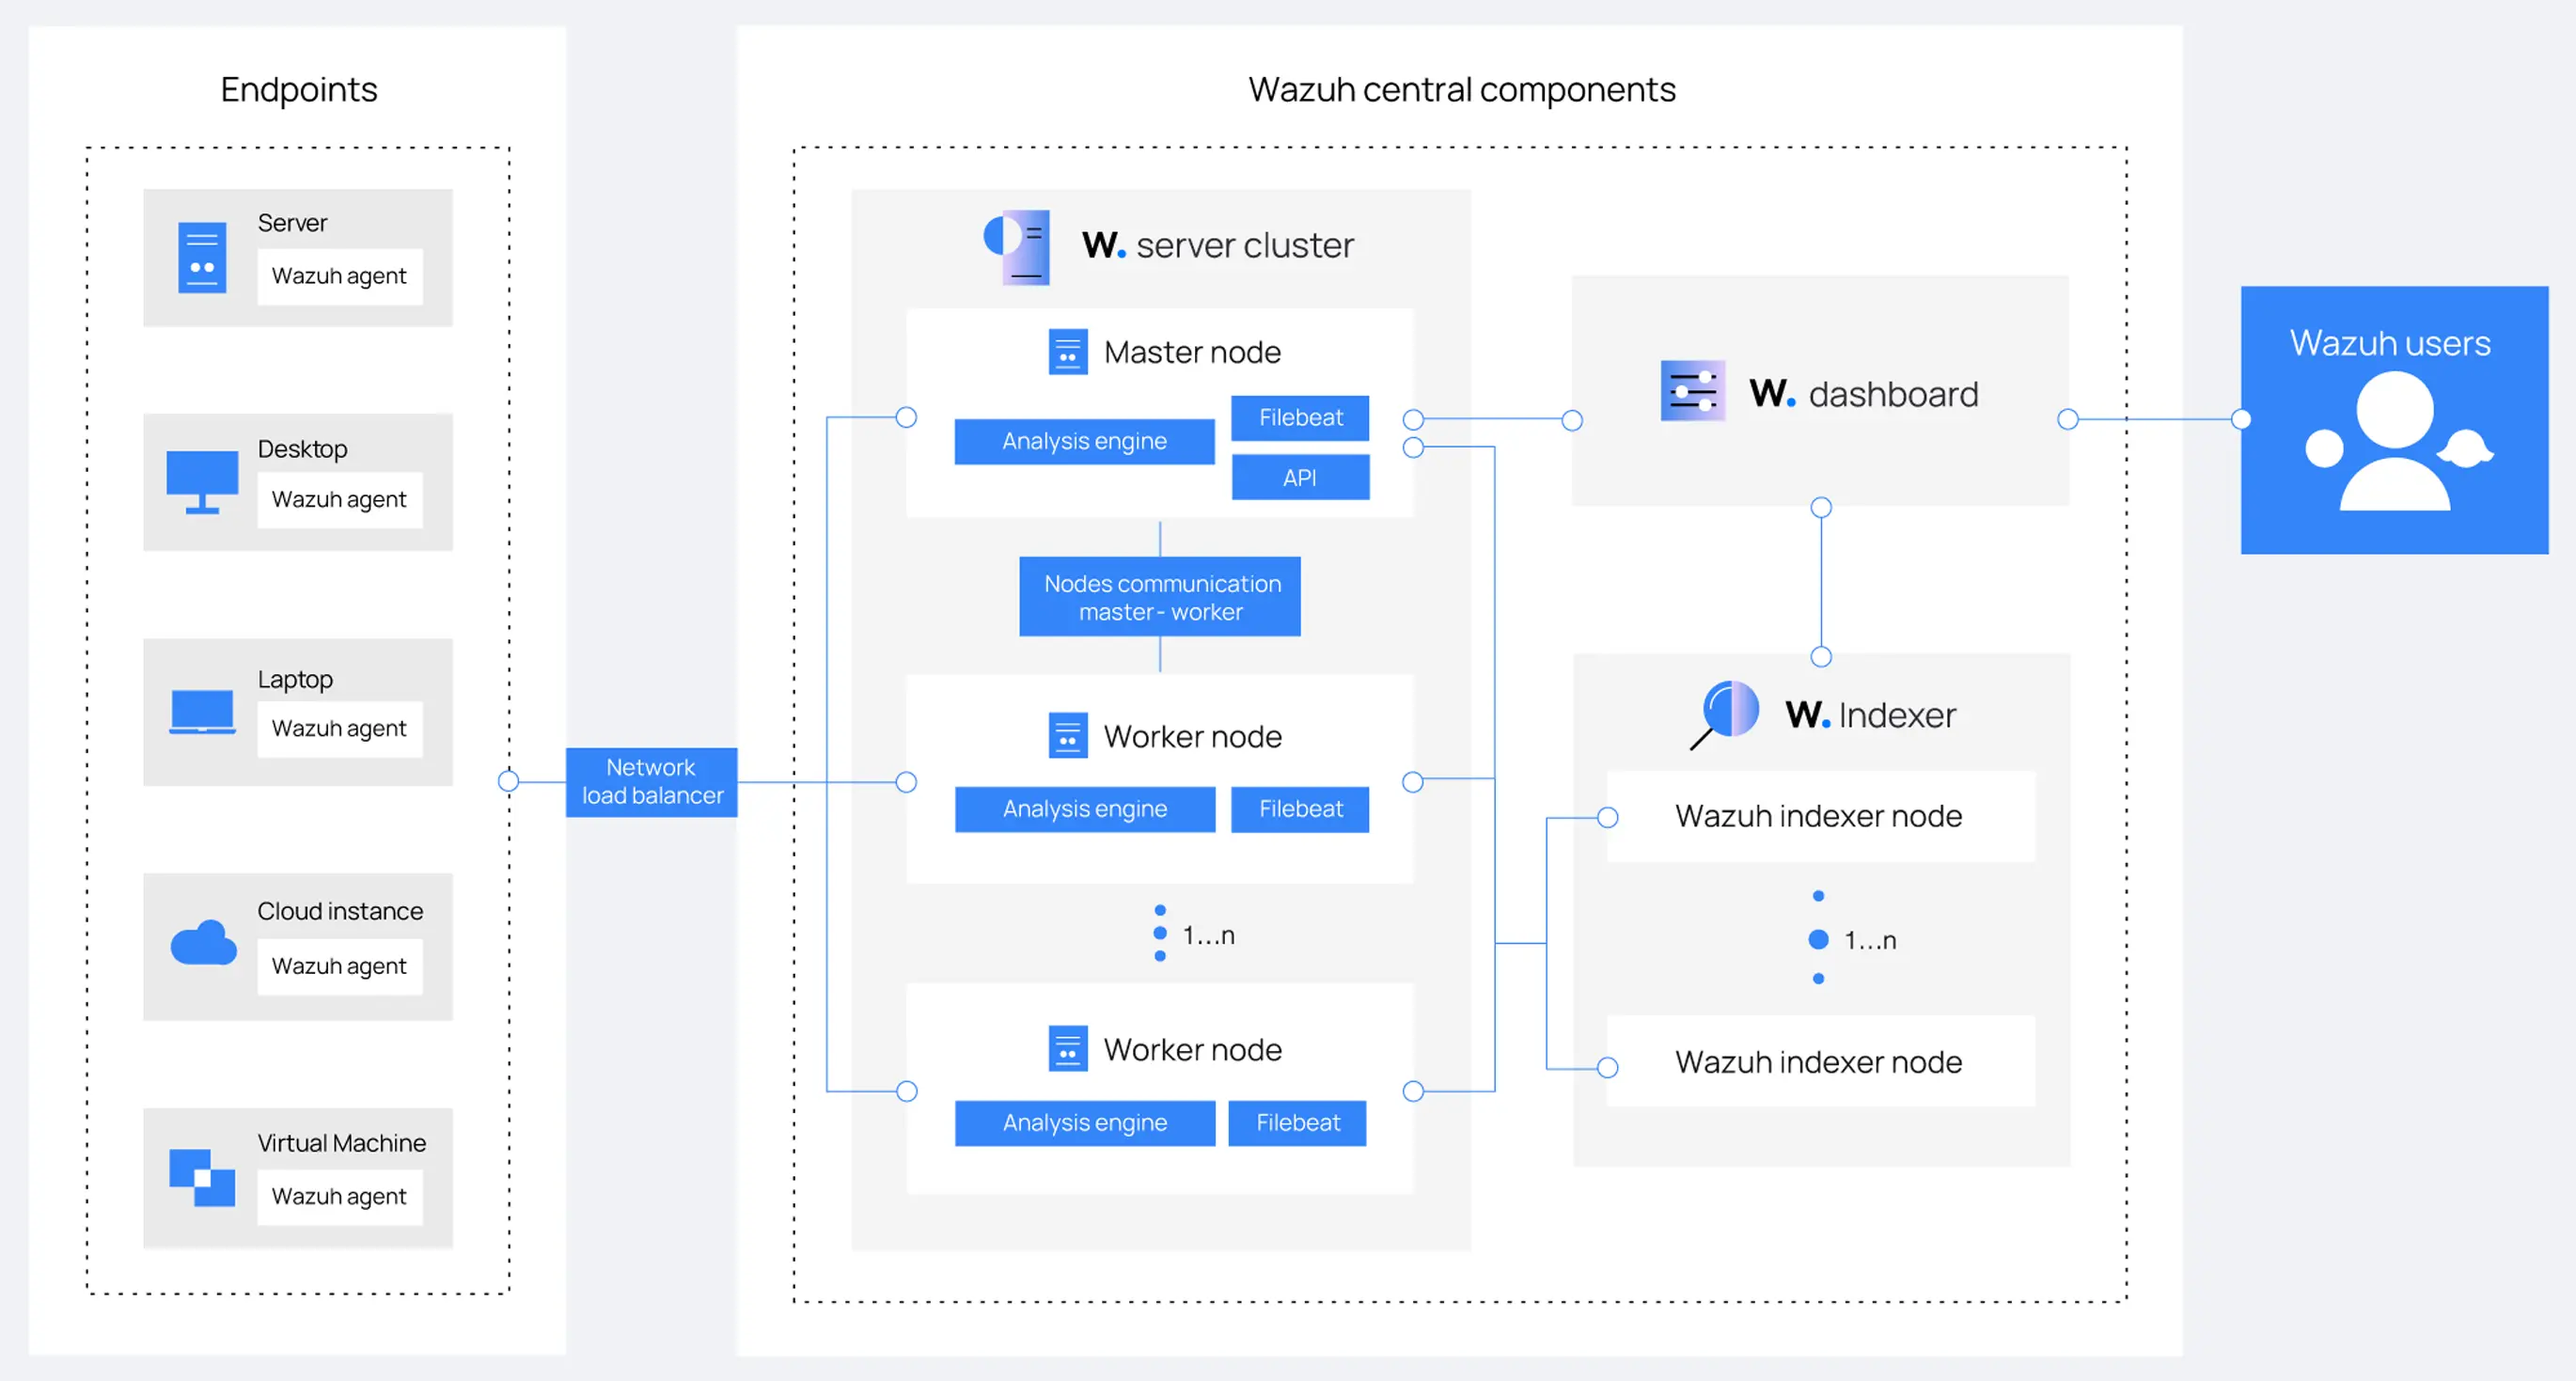 Endpoints
Server
Wazuh agent
Desktop
Wazuh agent
Laptop
Wazuh agent
Cloud instance
Wazuh agent
Virtual Machine
Wazuh agent
Network
load balancer
Wazuh central components
W. server cluster
Master node
Analysis engine
Filebeat
API
Nodes communication
master- worker
Worker node
Analysis engine
Filebeat
1...n
Worker node
Analysis engine
Filebeat
W. dashboard
W. Indexer
Wazuh indexer node
1...n
Wazuh indexer node
Wazuh users